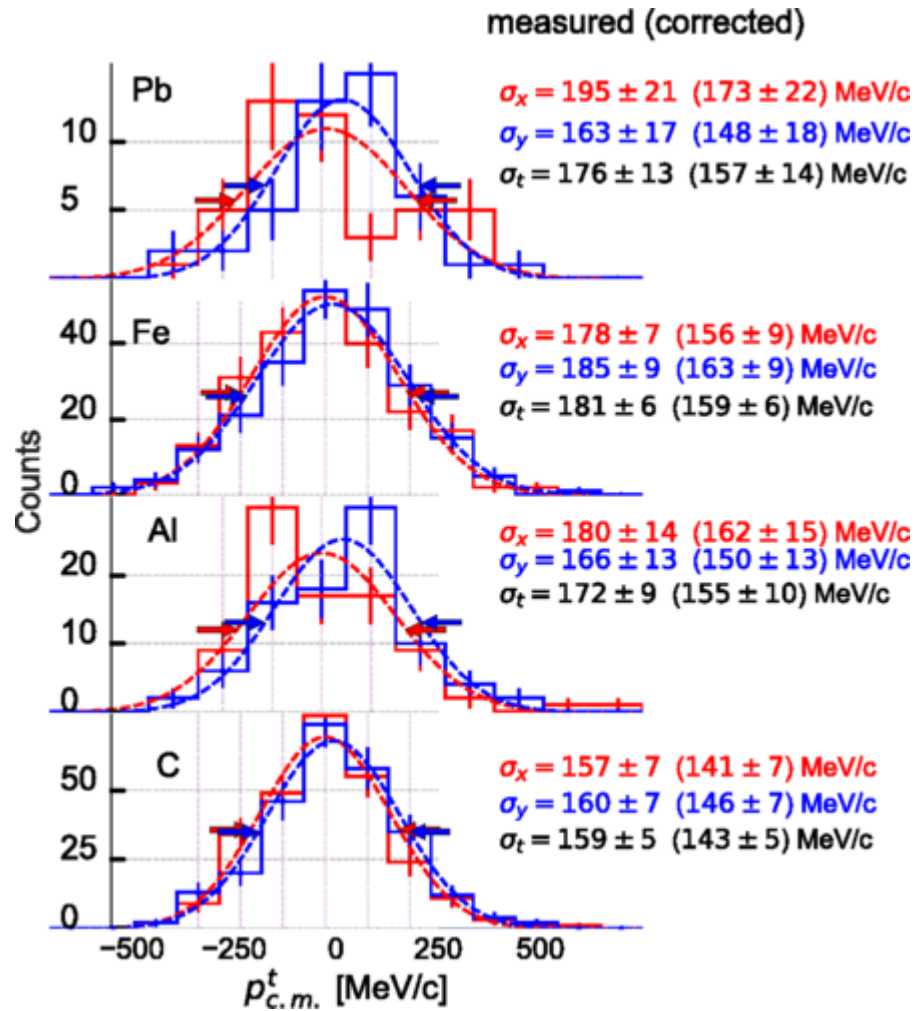 measured (corrected)
Pb
σx = 195 ± 21 (173 ± 22) MeV/c
σy = 163 ± 17 (148 ± 18) MeV/c
σt = 176 ± 13 (157 ± 14) MeV/c
10
5
Fe
σx = 178 ± 7 (156 ± 9) MeV/c
σy = 185 ± 9 (163 ± 9) MeV/c
σt = 181 ± 6 (159 ± 6) MeV/c
40
20
0
Counts
Al
σx = 180 ± 14 (162 ± 15) MeV/c
σy = 166 ± 13 (150 ± 13) MeV/c
σt = 172 ± 9 (155 ± 10) MeV/c
20
10
0
C
σx = 157 ± 7 (141 ± 7) MeV/c
σy = 160 ± 7 (146 ± 7) MeV/c
σt = 159 ± 5 (143 ± 5) MeV/c
50
25
0
−500 −250 0 250 500
p^t_c.m. [MeV/c]